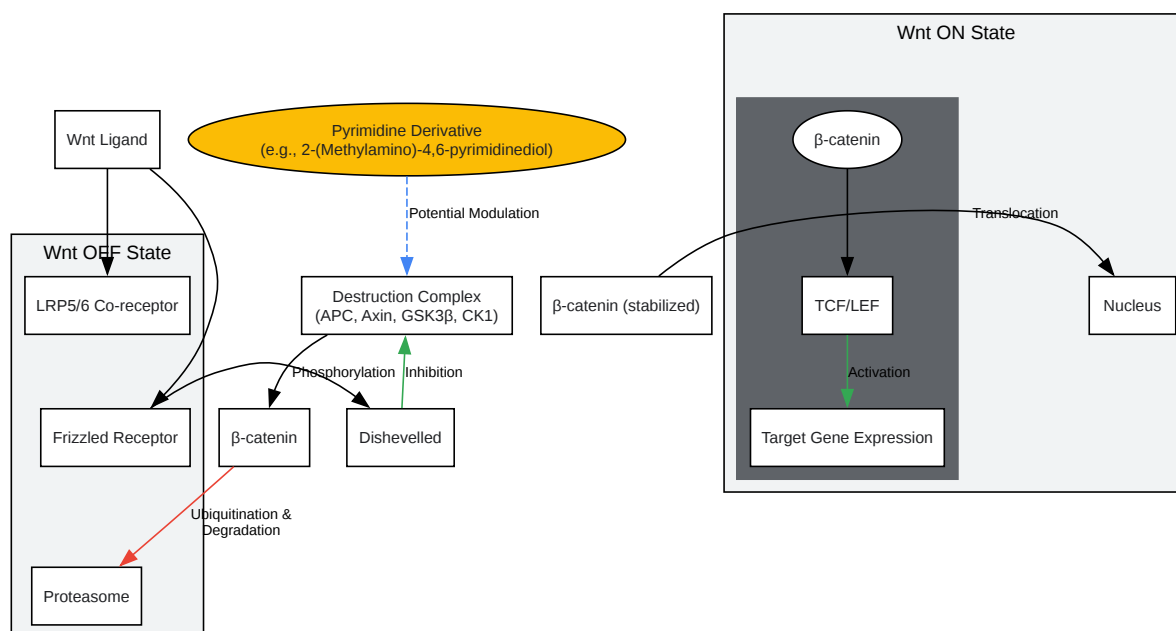 Wnt ON State
Wnt Ligand
Pyrimidine Derivative
(e.g., 2-(Methylamino)-4,6-pyrimidinediol)
β-catenin
Potential Modulation
Translocation
Wnt OFF State
LRP5/6 Co-receptor
Destruction Complex
(APC, Axin, GSK3β, CK1)
β-catenin (stabilized)
TCF/LEF
Nucleus
Phosphorylation
Inhibition
Activation
Frizzled Receptor
β-catenin
Dishevelled
Target Gene Expression
Ubiquitination &
Degradation
Proteasome